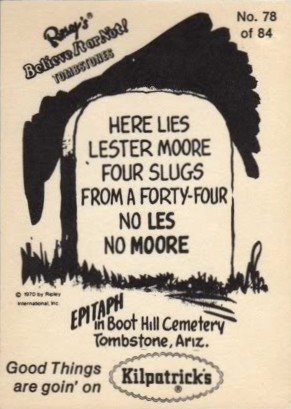 Ripley's®
Believe It or Not!
TOMBSTONES
No. 78
of 84
HERE LIES
LESTER MOORE
FOUR SLUGS
FROM A FORTY-FOUR
NO LES
NO MOORE
© 1970 by Ripley
International, Inc.
EPITAPH
in Boot Hill Cemetery
Tombstone, Ariz.
Good Things
are goin' on
Kilpatrick's
®